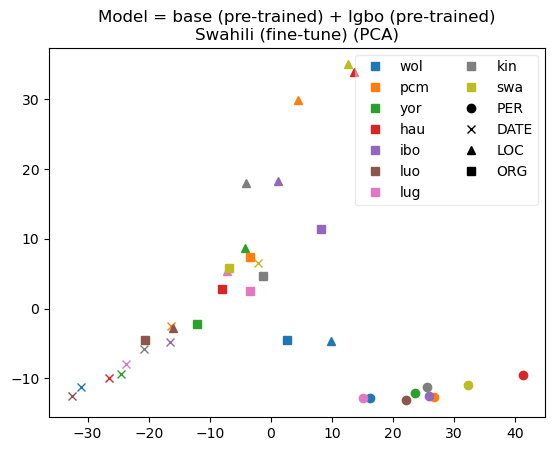 Model = base (pre-trained) + Igbo (pre-trained)
Swahili (fine-tune) (PCA)
wol
pcm
yor
hau
ibo
luo
lug
kin
swa
PER
DATE
LOC
ORG
30
20
10
0
−10
−30
−20
−10
0
10
20
30
40